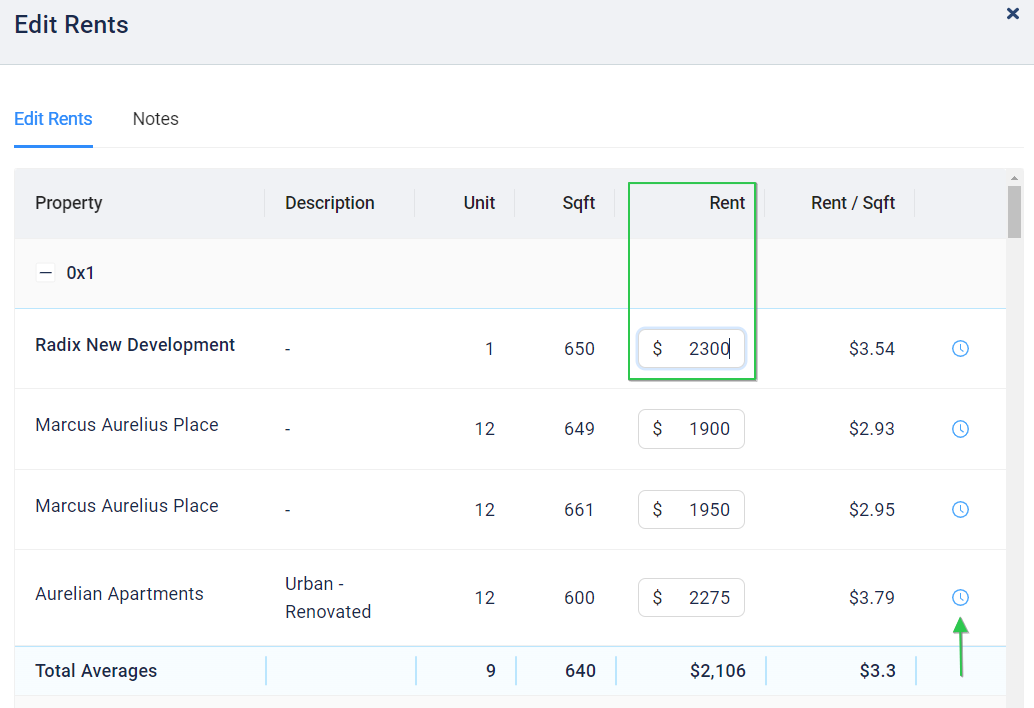 Edit Rents
Edit Rents Notes
Property Description Unit Sqft Rent Rent / Sqft
0x1
Radix New Development - 1 650 $ 2300 $3.54
Marcus Aurelius Place - 12 649 $ 1900 $2.93
Marcus Aurelius Place - 12 661 $ 1950 $2.95
Aurelian Apartments Urban - 12 600 $ 2275 $3.79
Renovated
Total Averages 9 640 $2,106 $3.3